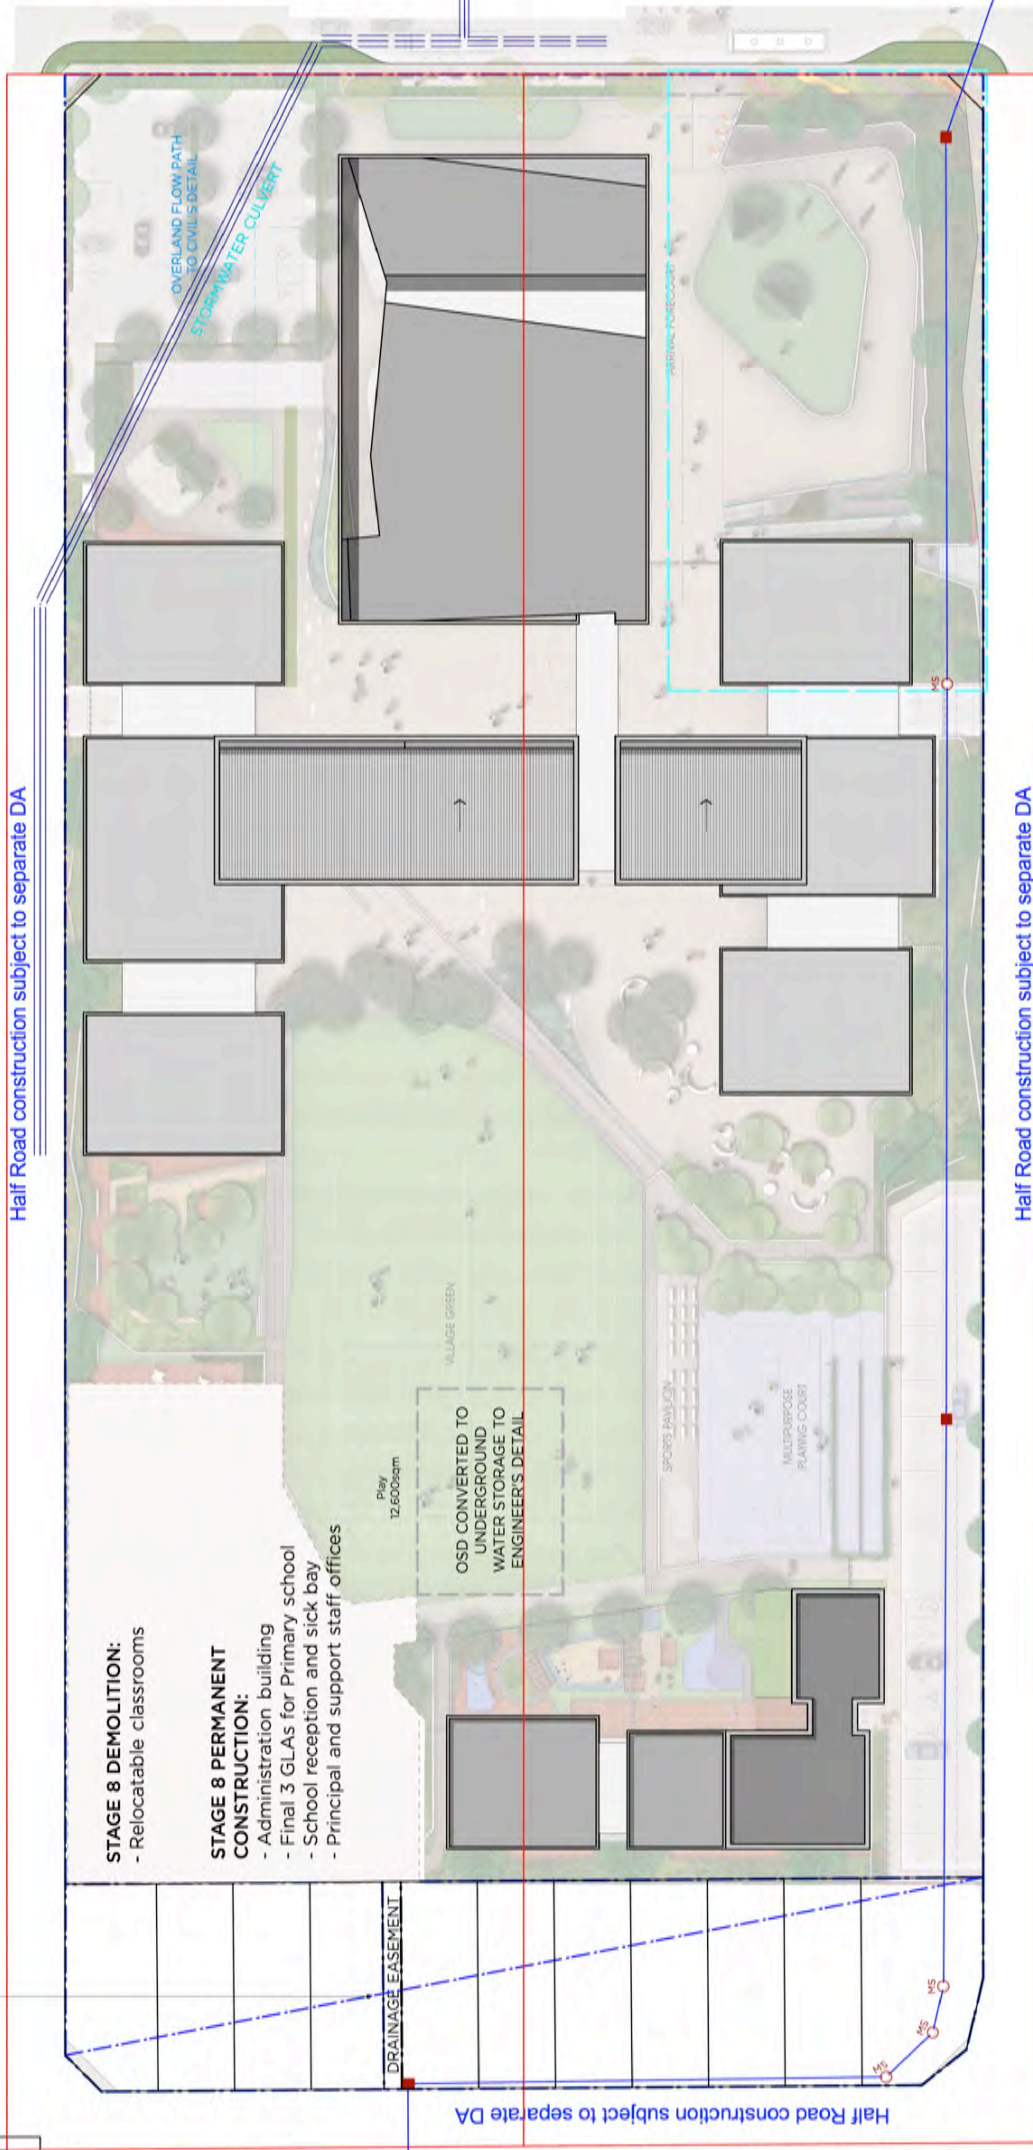 Half Road construction subject to separate DA
OVERLAND FLOW PATH
TO CIVIL'S DETAIL
STORMWATER CULVERT
ARRIVAL FORECOURT
MS
Half Road construction subject to separate DA
VILLAGE GREEN
Play
12,600sqm
OSD CONVERTED TO
UNDERGROUND
WATER STORAGE TO
ENGINEER'S DETAIL
SPORTS PAVILION
MULTIPURPOSE
PLAYING COURT
STAGE 8 DEMOLITION:
- Relocatable classrooms
STAGE 8 PERMANENT
CONSTRUCTION:
- Administration building
- Final 3 GLAs for Primary school
- School reception and sick bay
- Principal and support staff offices
DRAINAGE EASEMENT
MS
MS
MS
Half Road construction subject to separate DA